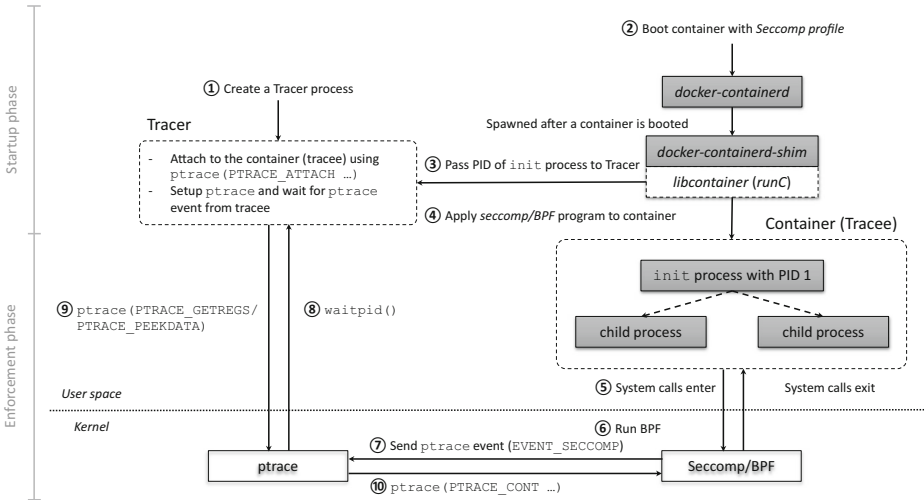 ② Boot container with Seccomp profile
docker-containerd
① Create a Tracer process
Spawned after a container is booted
Startup phase
Tracer
- Attach to the container (tracee) using
ptrace(PTRACE_ATTACH …)
- Setup ptrace and wait for ptrace
event from tracee
③ Pass PID of init process to Tracer
docker-containerd-shim
libcontainer (runC)
④ Apply seccomp/BPF program to container
Container (Tracee)
init process with PID 1
child process
child process
Enforcement phase
⑨ ptrace(PTRACE_GETREGS/
PTRACE_PEEKDATA)
⑧ waitpid()
⑤ System calls enter
System calls exit
User space
Kernel
⑥ Run BPF
⑦ Send ptrace event (EVENT_SECCOMP)
ptrace
Seccomp/BPF
⑩ ptrace(PTRACE_CONT …)